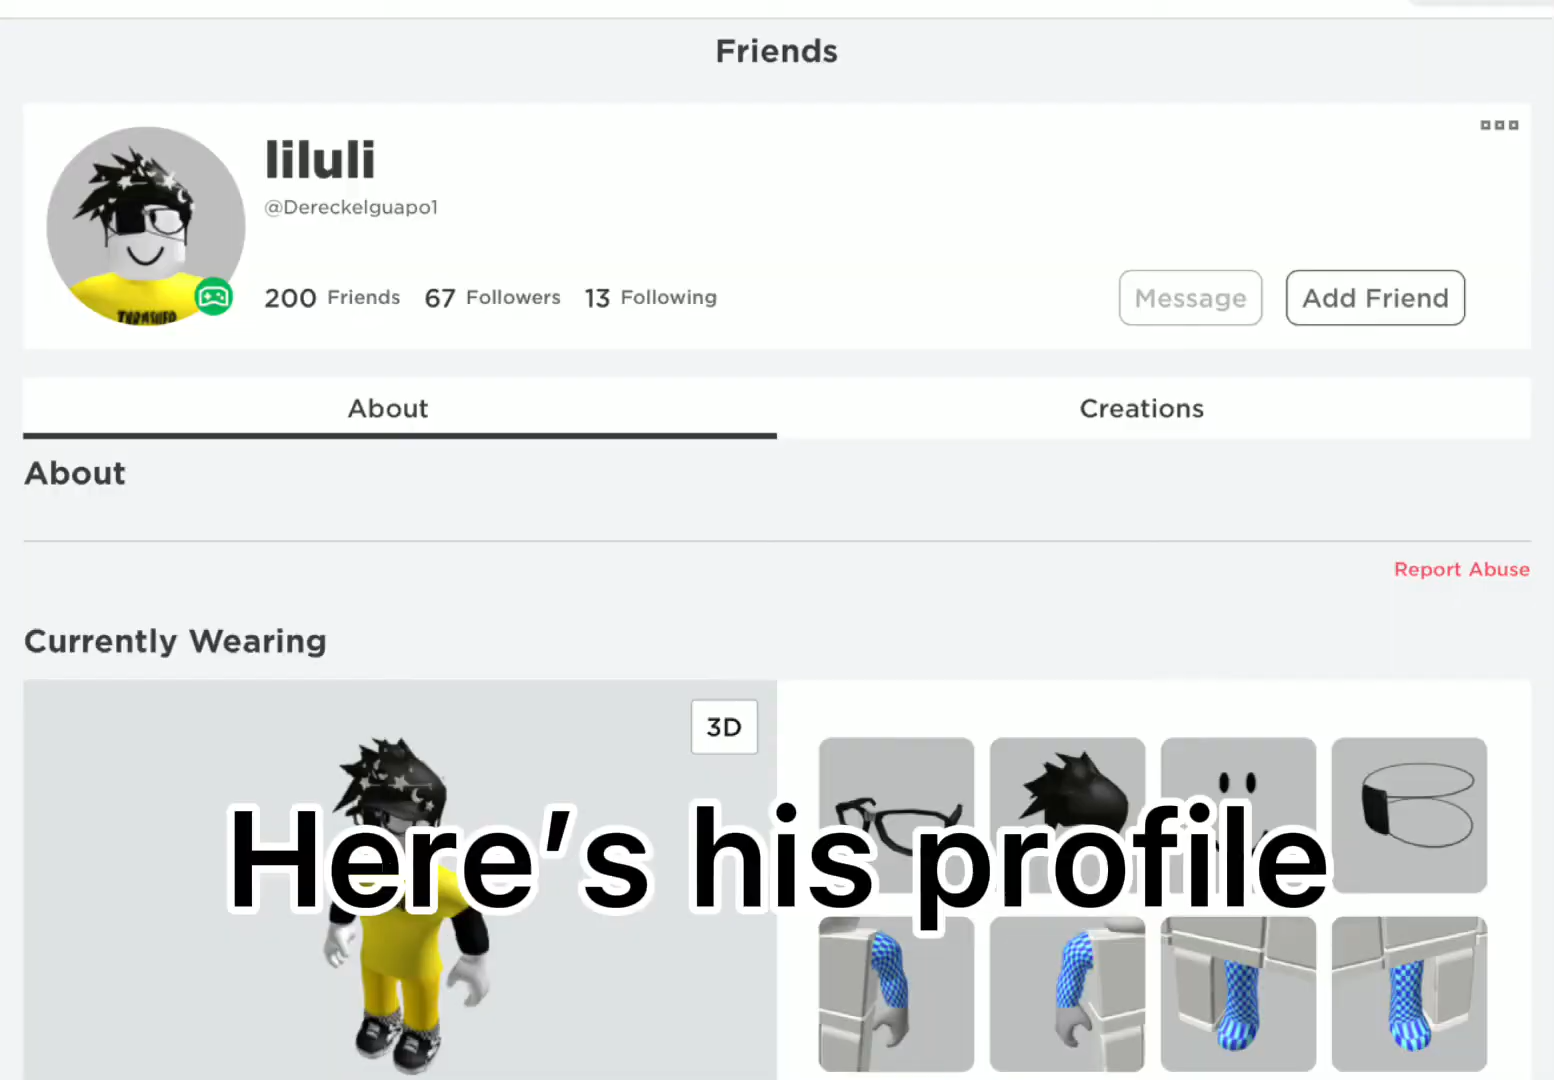 Friends
liluli
@Dereckelguapo1
200 Friends 67 Followers 13 Following
Message
Add Friend
About
Creations
About
Report Abuse
Currently Wearing
3D
Here's his profile